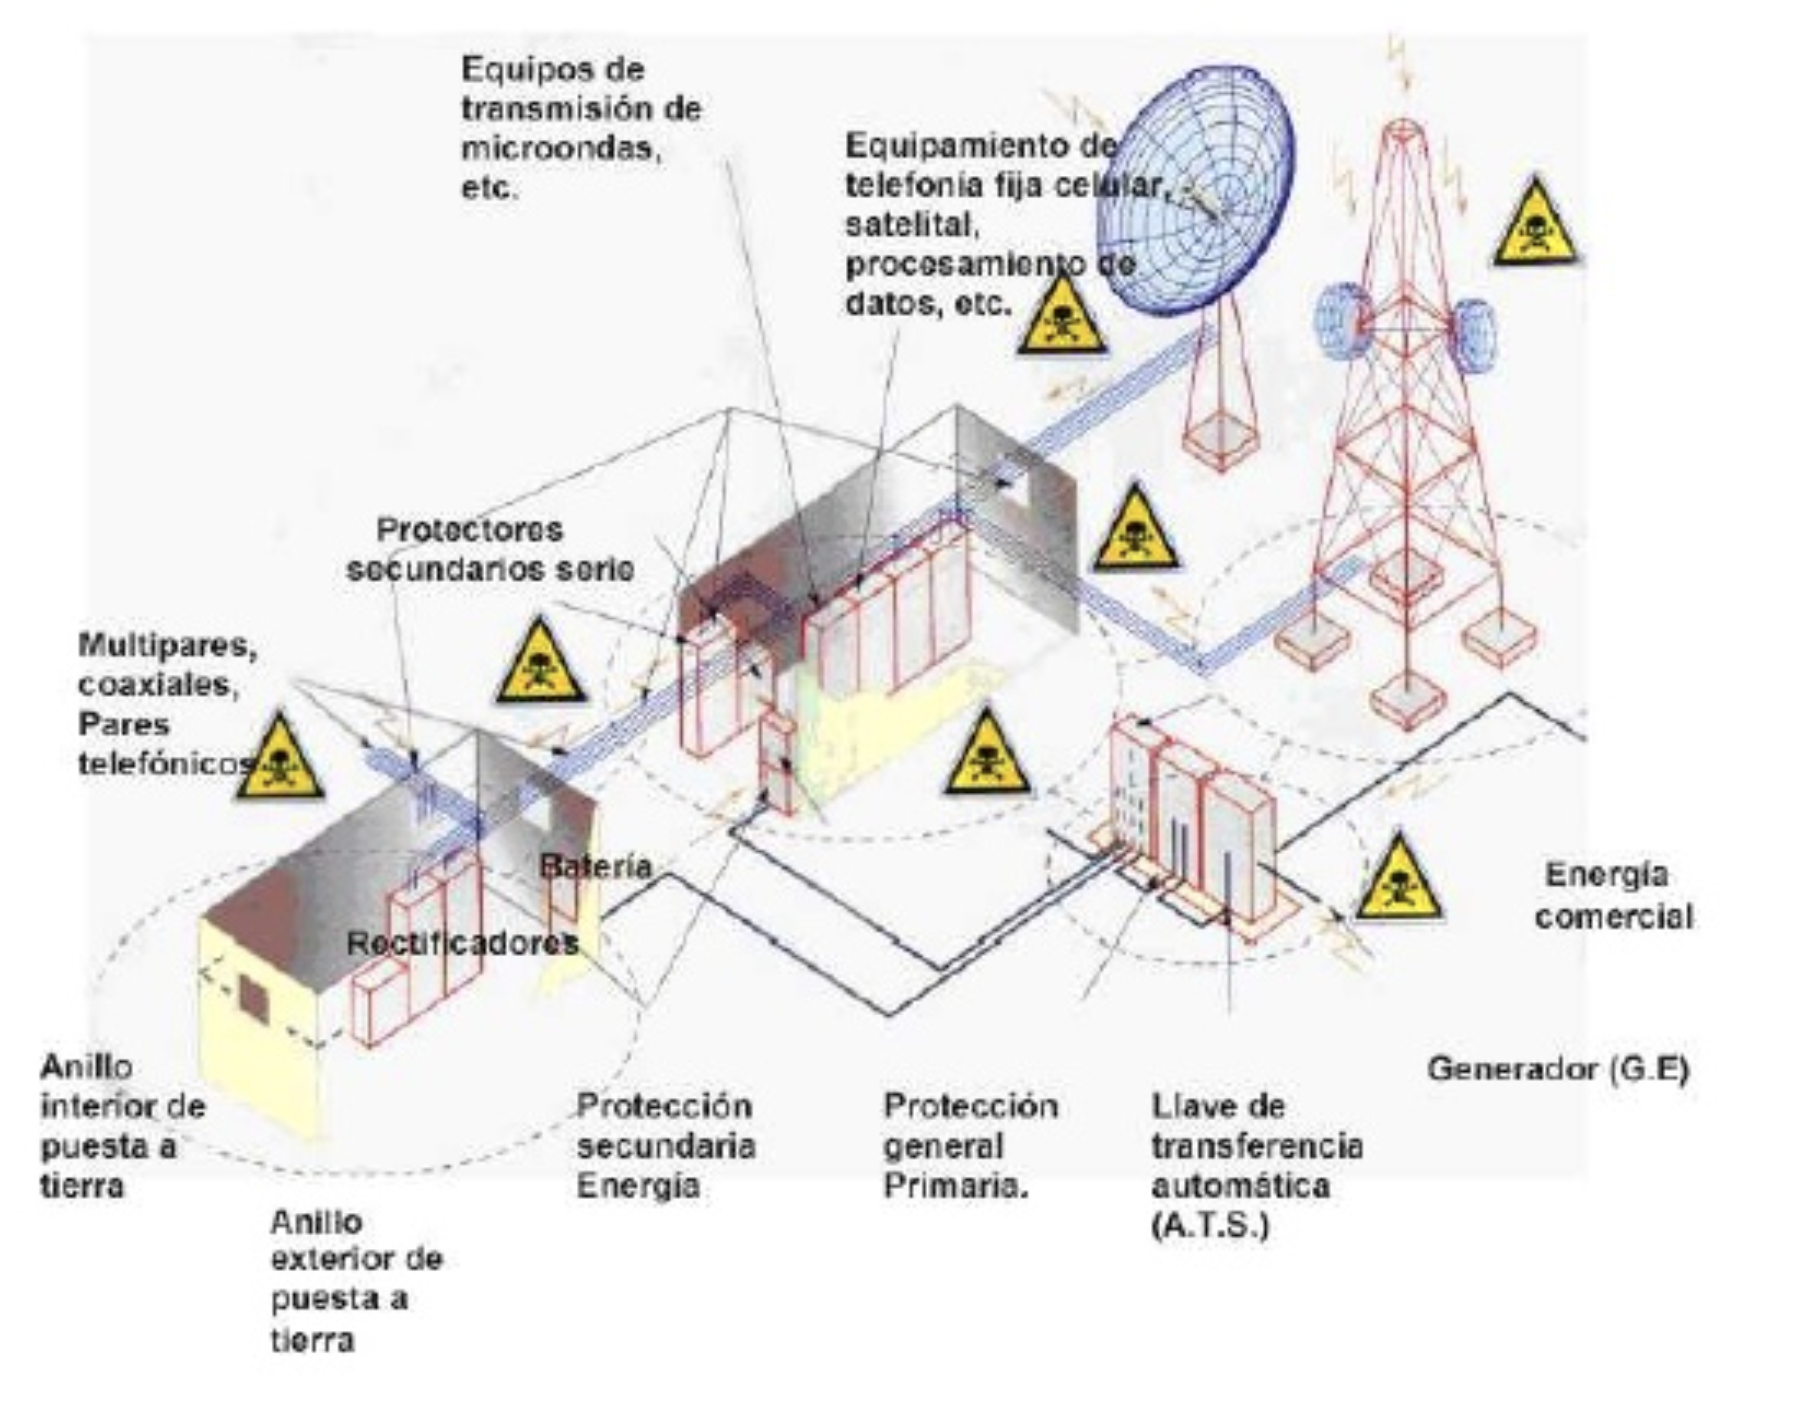 Equipos de
transmisión de
microondas,
etc.
Equipamiento de
telefonía fija celular,
satelital,
procesamiento de
datos, etc.
Protectores
secundarios serie
Multipares,
coaxiales,
Pares
telefónicos
Batería
Rectificadores
Energía
comercial
Generador (G.E)
Anillo
interior de
puesta a
tierra
Anillo
exterior de
puesta a
tierra
Protección
secundaria
Energía
Protección
general
Primaria.
Llave de
transferencia
automática
(A.T.S.)